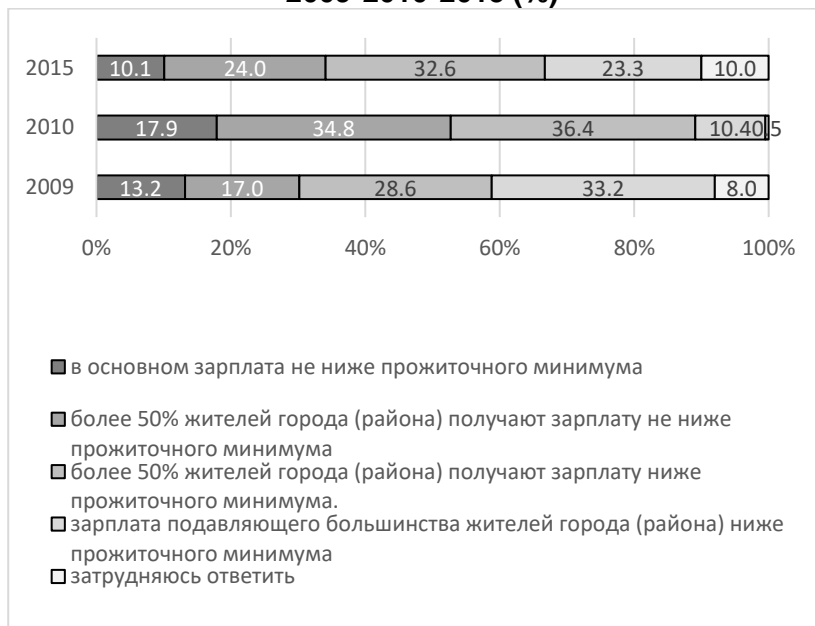 2015 10.1 24.0 32.6 23.3 10.0
2010 17.9 34.8 36.4 10.4 0.5
2009 13.2 17.0 28.6 33.2 8.0
0% 20% 40% 60% 80% 100%
в основном зарплата не ниже прожиточного минимума
более 50% жителей города (района) получают зарплату не ниже
прожиточного минимума
более 50% жителей города (района) получают зарплату ниже
прожиточного минимума.
зарплата подавляющего большинства жителей города (района) ниже
прожиточного минимума
затрудняюсь ответить